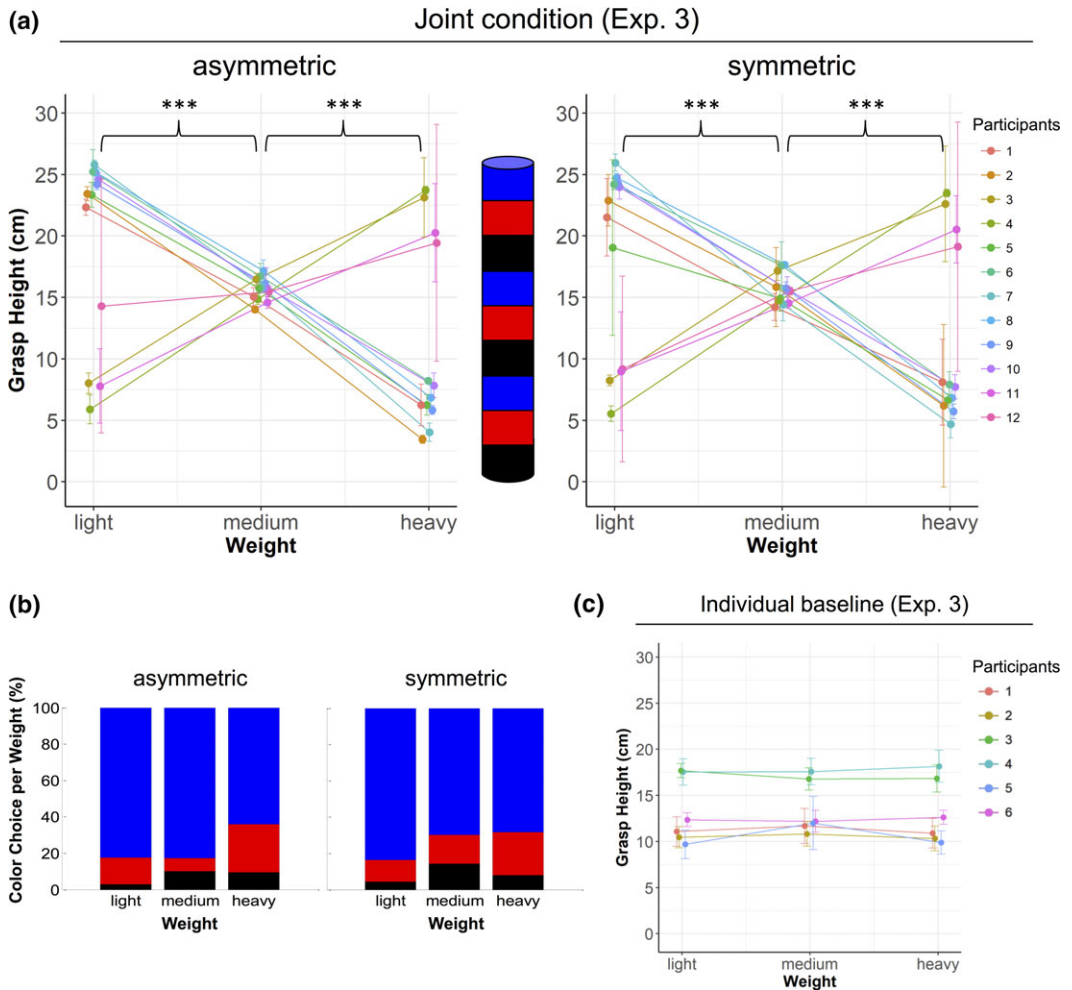 (a)
Joint condition (Exp. 3)
asymmetric
symmetric
*** ***
*** ***
Grasp Height (cm)
30
25
20
15
10
5
0
light medium heavy
Weight
30
25
20
15
10
5
0
light medium heavy
Weight
Participants
1
2
3
4
5
6
7
8
9
10
11
12
(b)
asymmetric
symmetric
Color Choice per Weight (%)
100
80
60
40
20
0
light medium heavy
Weight
light medium heavy
Weight
(c)
Individual baseline (Exp. 3)
Grasp Height (cm)
30
25
20
15
10
5
0
light medium heavy
Weight
Participants
1
2
3
4
5
6